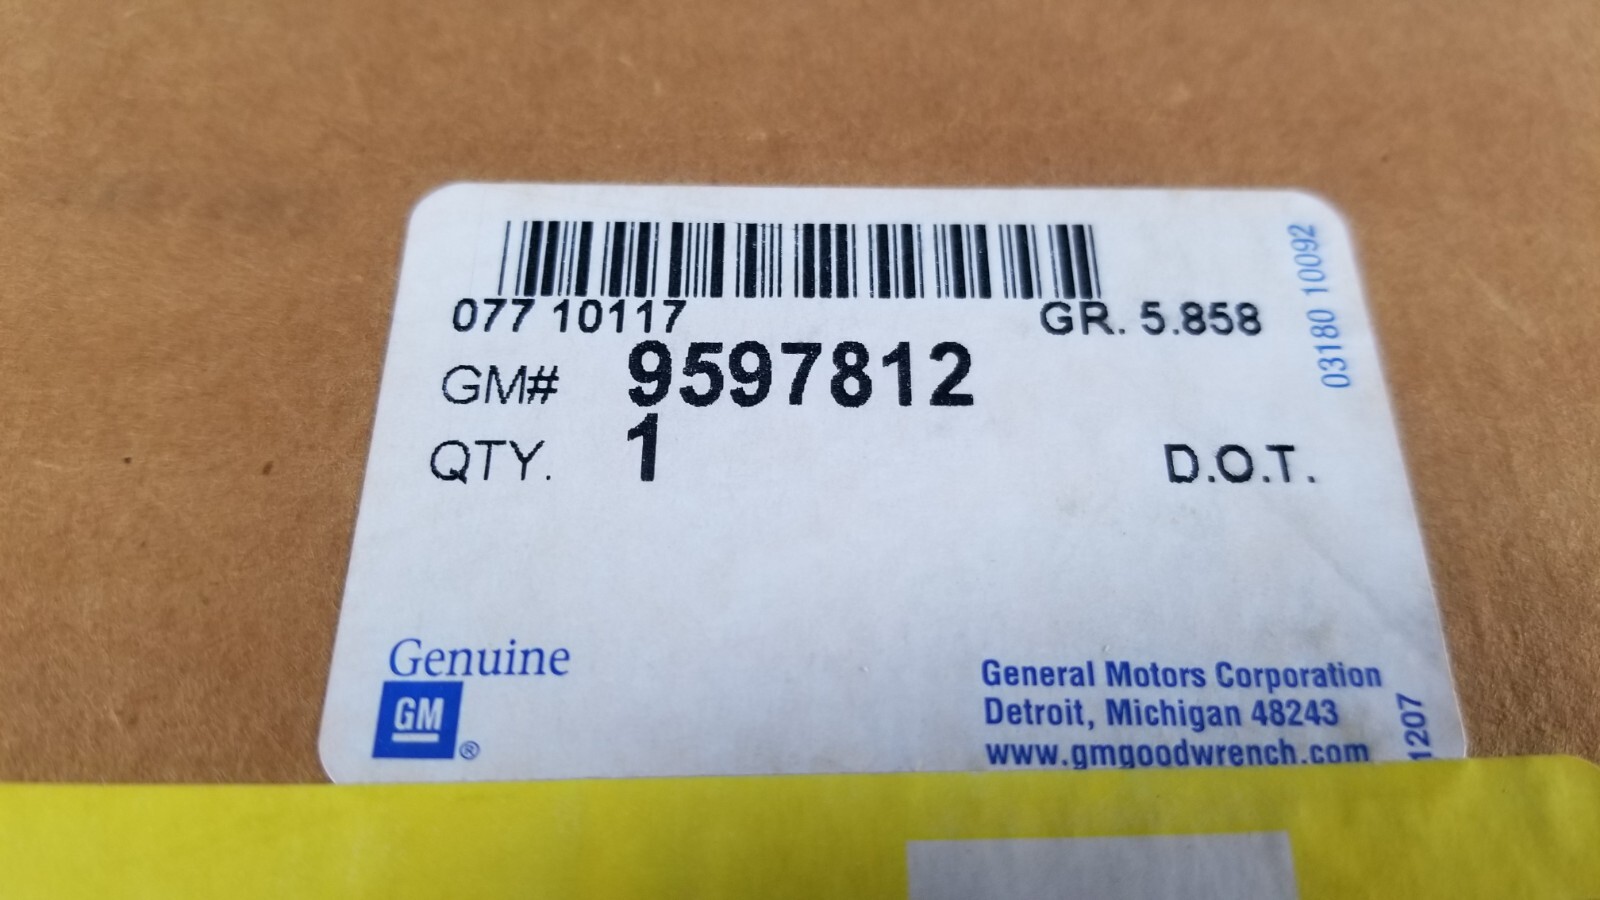 077 10117
GR. 5.858
GM# 9597812
QTY. 1
D.O.T.
03180 10092
Genuine
GM®
General Motors Corporation
Detroit, Michigan 48243
www.gmgoodwrench.com
1207